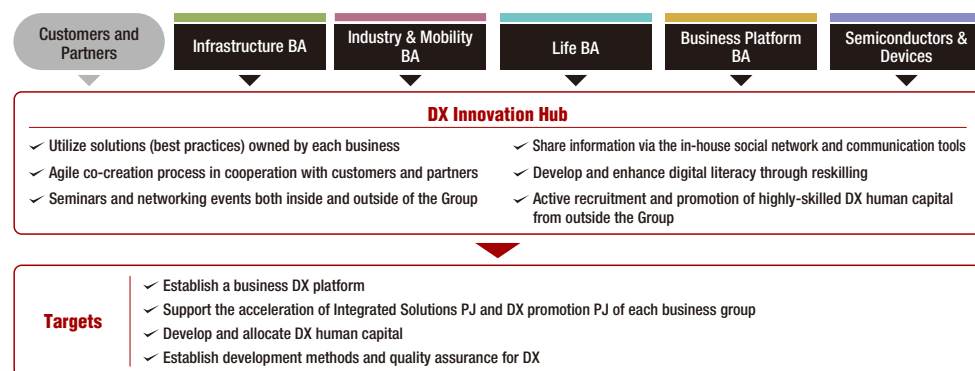 Customers and
Partners
Infrastructure BA
Industry & Mobility
BA
Life BA
Business Platform
BA
Semiconductors &
Devices
DX Innovation Hub
✓ Utilize solutions (best practices) owned by each business
✓ Agile co-creation process in cooperation with customers and partners
✓ Seminars and networking events both inside and outside of the Group
✓ Share information via the in-house social network and communication tools
✓ Develop and enhance digital literacy through reskilling
✓ Active recruitment and promotion of highly-skilled DX human capital
from outside the Group
Targets
✓ Establish a business DX platform
✓ Support the acceleration of Integrated Solutions PJ and DX promotion PJ of each business group
✓ Develop and allocate DX human capital
✓ Establish development methods and quality assurance for DX